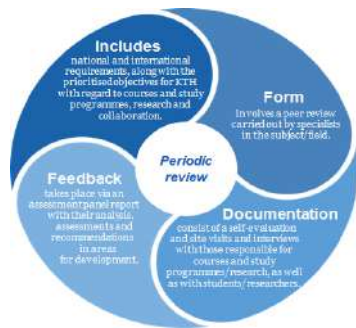 Includes
national and international
requirements, along with the
prioritised objectives for KTH
with regard to courses and study
programmes, research and
collaboration.
Form
Involves a peer review
carried out by specialists
in the subject/field.
Periodic
review
Feedback
takes place via an
assessment panel report
with their analysis,
assessments and
recommendations
in areas
for development.
Documentation
consist of a self-evaluation
and site visits and interviews
with those responsible for
courses and study
programmes/research, as well
as with students/researchers.